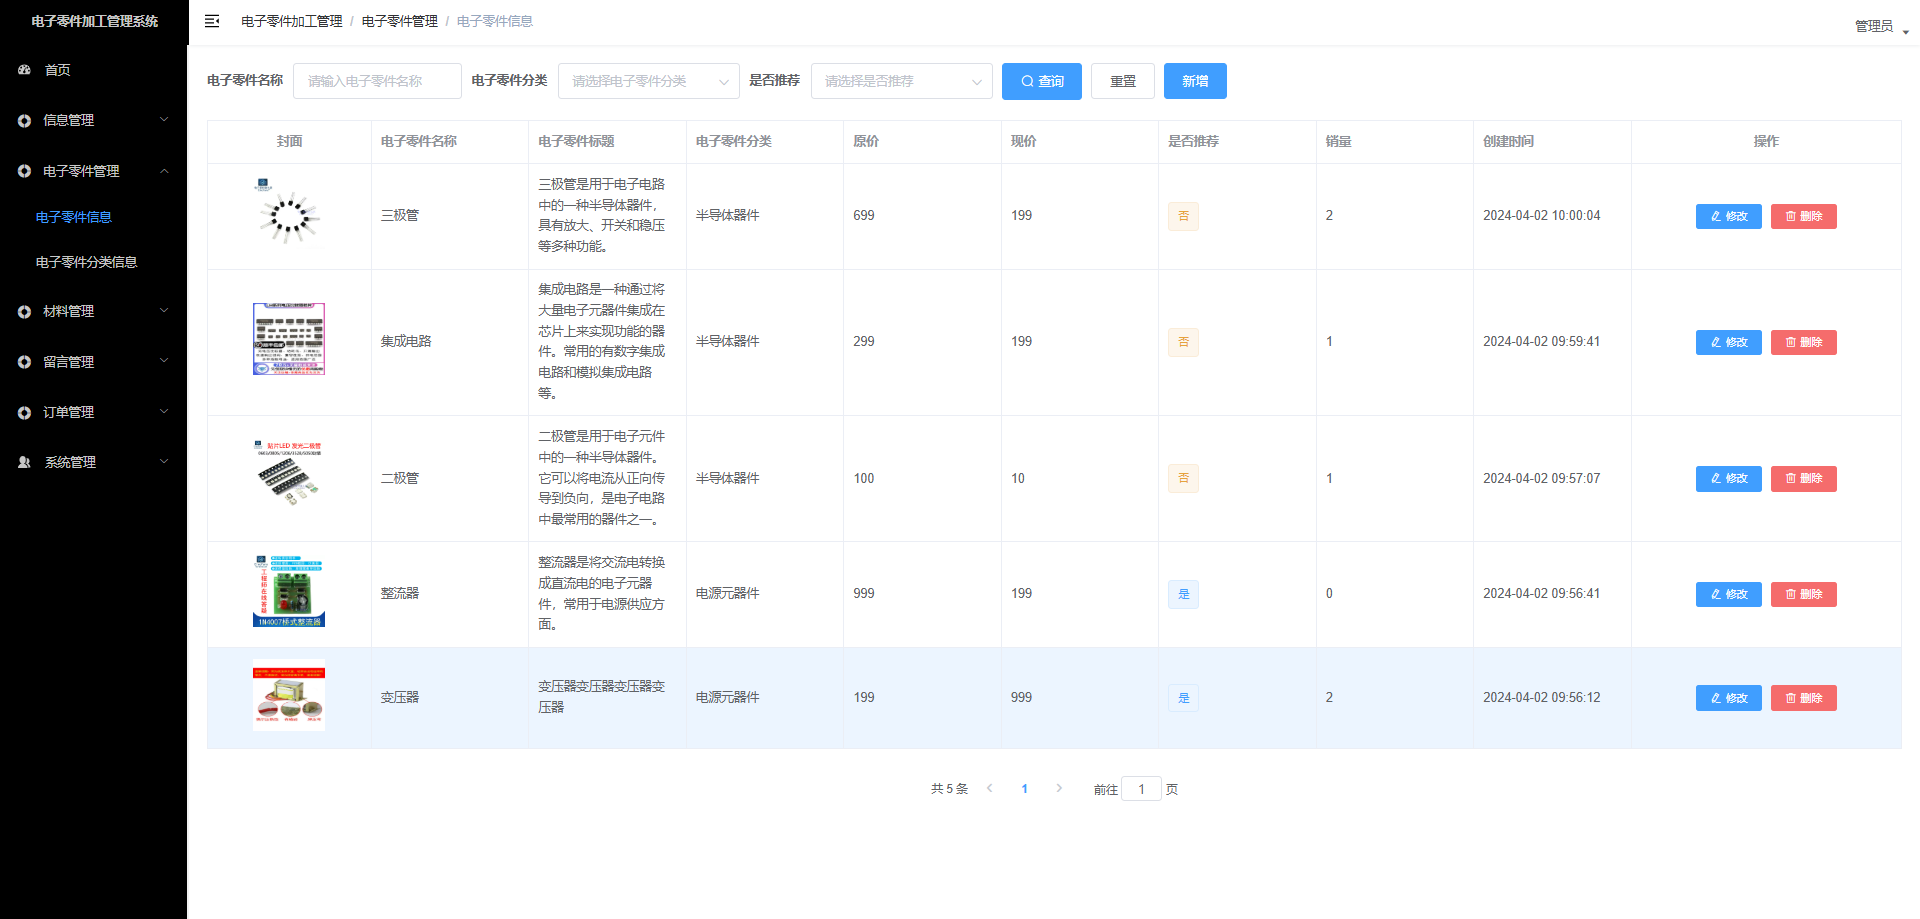 电子零件加工管理系统
电子零件加工管理 / 电子零件管理 / 电子零件信息
管理员
首页
信息管理
电子零件管理
电子零件信息
电子零件分类信息
材料管理
留言管理
订单管理
系统管理
电子零件名称 请输入电子零件名称 电子零件分类 请选择电子零件分类 是否推荐 请选择是否推荐 查询 重置 新增
封面 电子零件名称 电子零件标题 电子零件分类 原价 现价 是否推荐 销量 创建时间 操作
三极管
三极管是用于电子电路
中的一种半导体器件，
具有放大、开关和稳压
等多种功能。
半导体器件 699 199 否 2 2024-04-02 10:00:04 修改 删除
集成电路
集成电路是一种通过将
大量电子元器件集成在
芯片上来实现功能的器
件。常用的有数字集成
电路和模拟集成电路
等。
半导体器件 299 199 否 1 2024-04-02 09:59:41 修改 删除
贴片LED 发光二极管
二极管
二极管是用于电子元件
中的一种半导体器件。
它可以将电流从正向传
导到负向，是电子电路
中最常用的器件之一。
半导体器件 100 10 否 1 2024-04-02 09:57:07 修改 删除
工程师在线答疑
1N4007桥式整流器
整流器
整流器是将交流电转换
成直流电的电子元器
件，常用于电源供应方
面。
电源元器件 999 199 是 0 2024-04-02 09:56:41 修改 删除
变压器
变压器变压器变压器变
压器
电源元器件 199 999 是 2 2024-04-02 09:56:12 修改 删除
共 5 条 1 前往 1 页